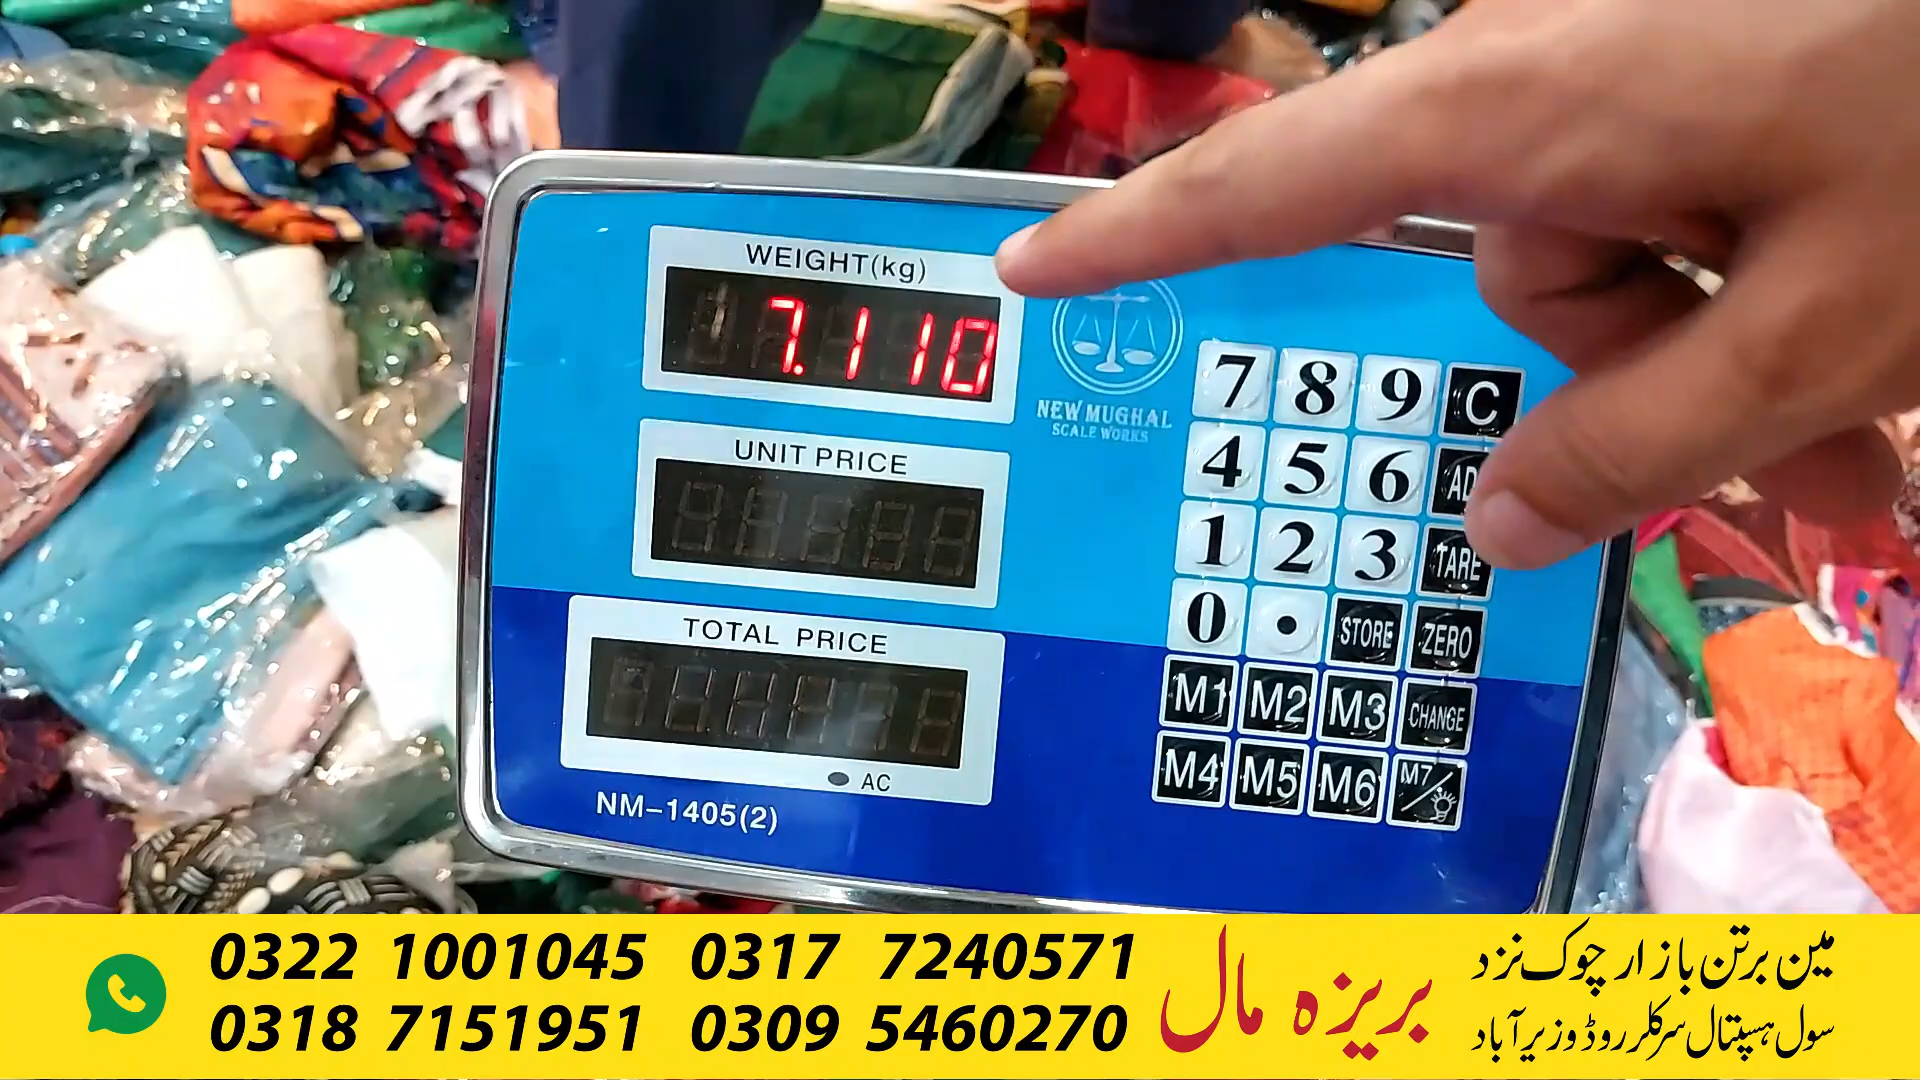 WEIGHT(kg)
7.110
NEW MUGHAL
SCALE WORKS
UNIT PRICE
TOTAL PRICE
AC
NM-1405(2)
7 8 9 C
4 5 6
1 2 3 TARE
0 . STORE ZERO
M1 M2 M3 CHANGE
M4 M5 M6 M7/
0322 1001045 0317 7240571
0318 7151951 0309 5460270
بریزہ مال
مین برتن بازار چوک نزد
سول ہسپتال سرکلر روڈ وزیرآباد